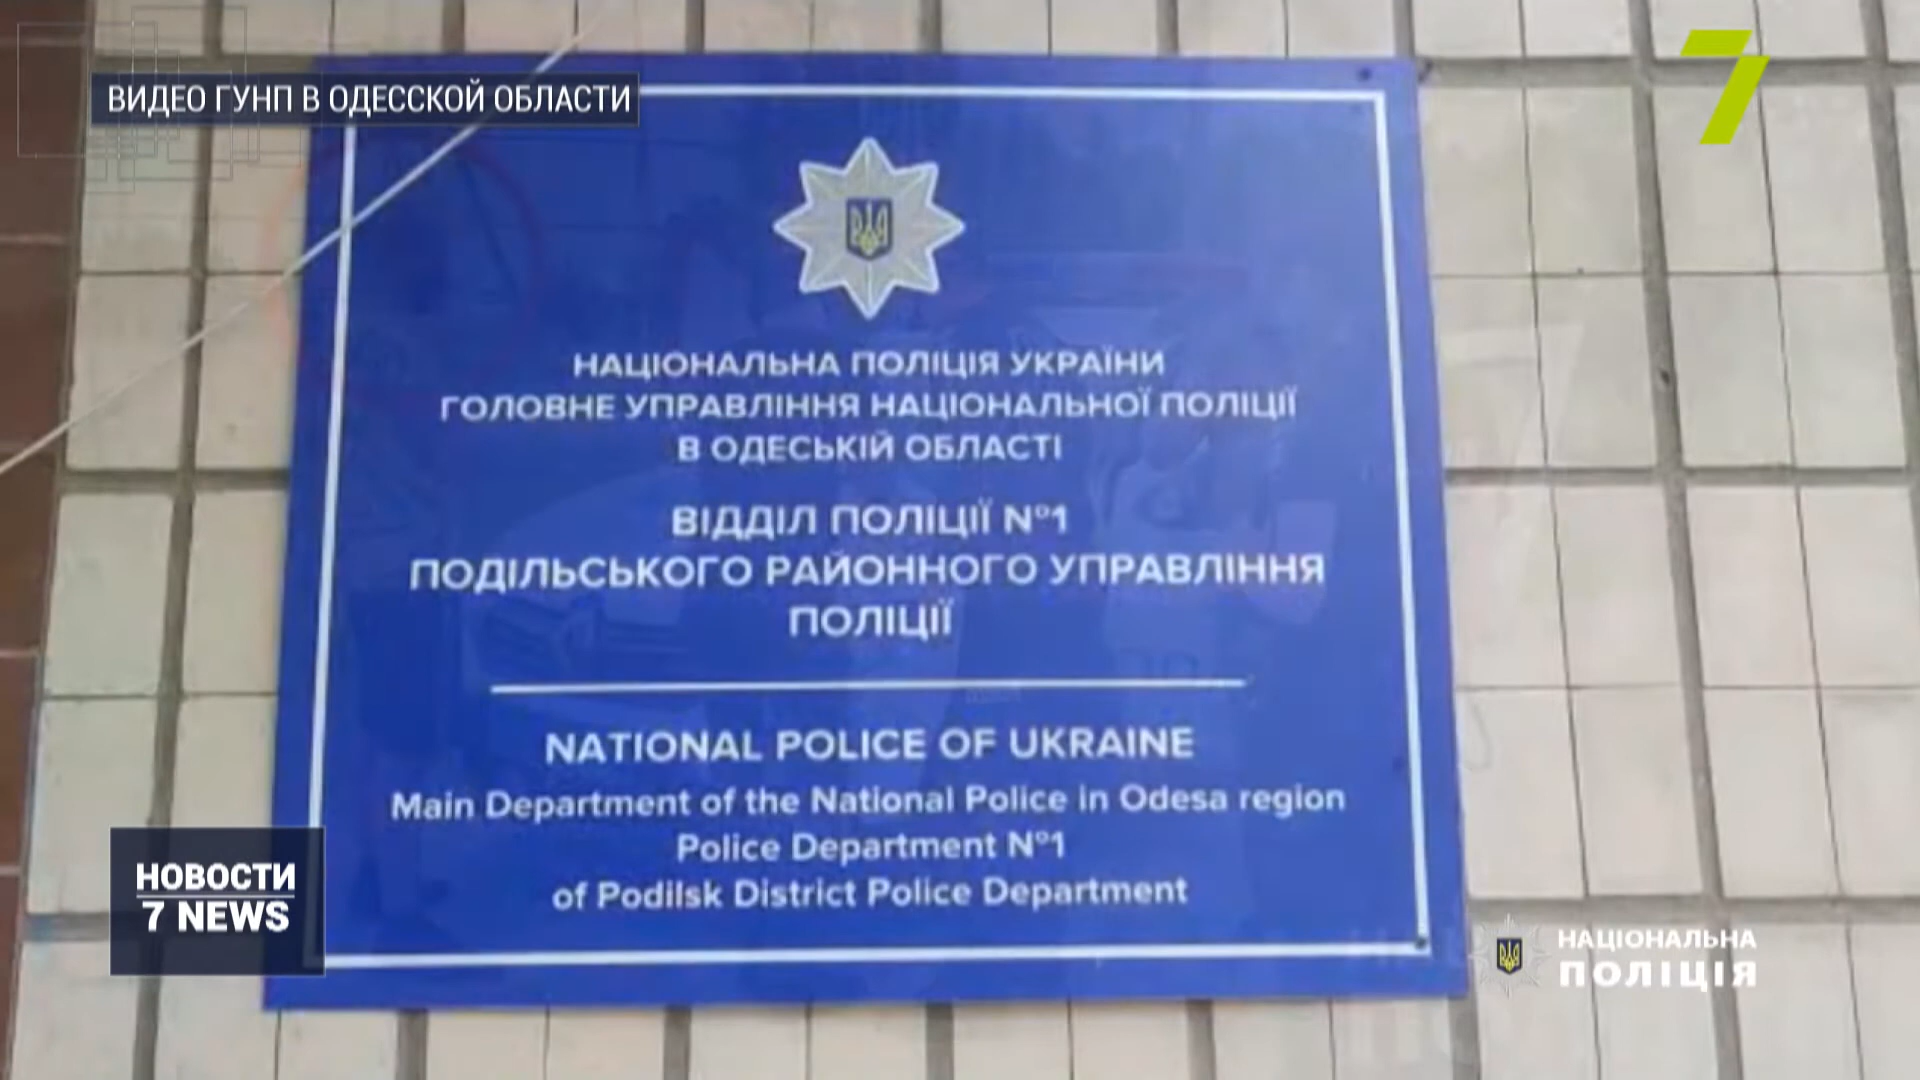 ВИДЕО ГУНП В ОДЕССКОЙ ОБЛАСТИ
7
НАЦІОНАЛЬНА ПОЛІЦІЯ УКРАЇНИ
ГОЛОВНЕ УПРАВЛІННЯ НАЦІОНАЛЬНОЇ ПОЛІЦІЇ
В ОДЕСЬКІЙ ОБЛАСТІ
ВІДДІЛ ПОЛІЦІЇ №1
ПОДІЛЬСЬКОГО РАЙОННОГО УПРАВЛІННЯ
ПОЛІЦІЇ
NATIONAL POLICE OF UKRAINE
Main Department of the National Police in Odesa region
Police Department №1
of Podilsk District Police Department
НОВОСТИ
7 NEWS
НАЦІОНАЛЬНА
ПОЛІЦІЯ